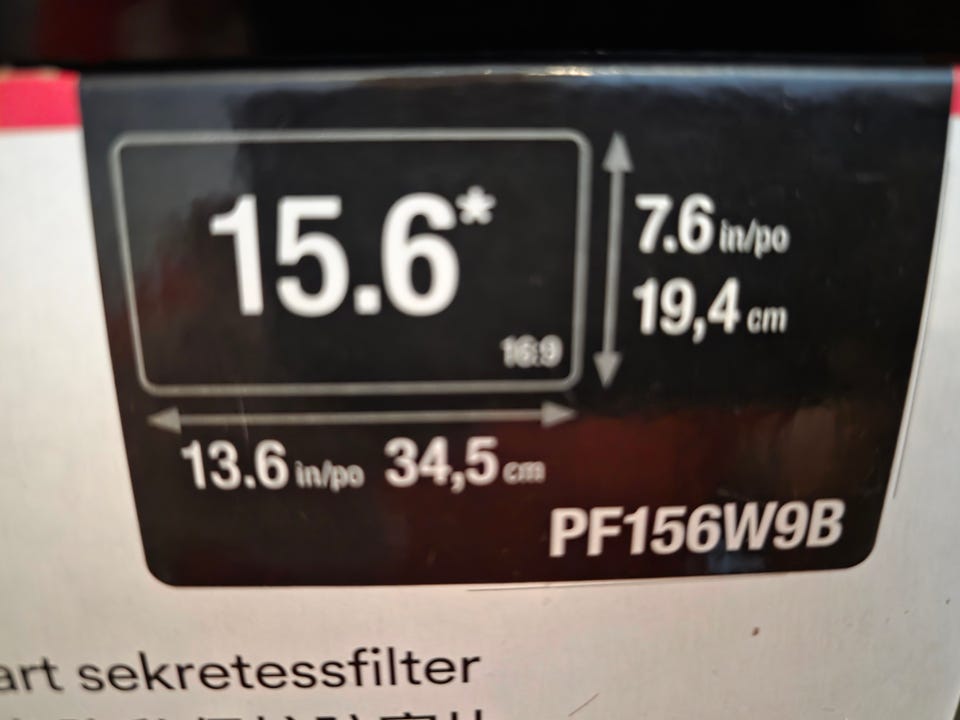 15.6*
16:9
7.6 in/po
19,4 cm
13.6 in/po 34,5 cm
PF156W9B
art sekretessfilter